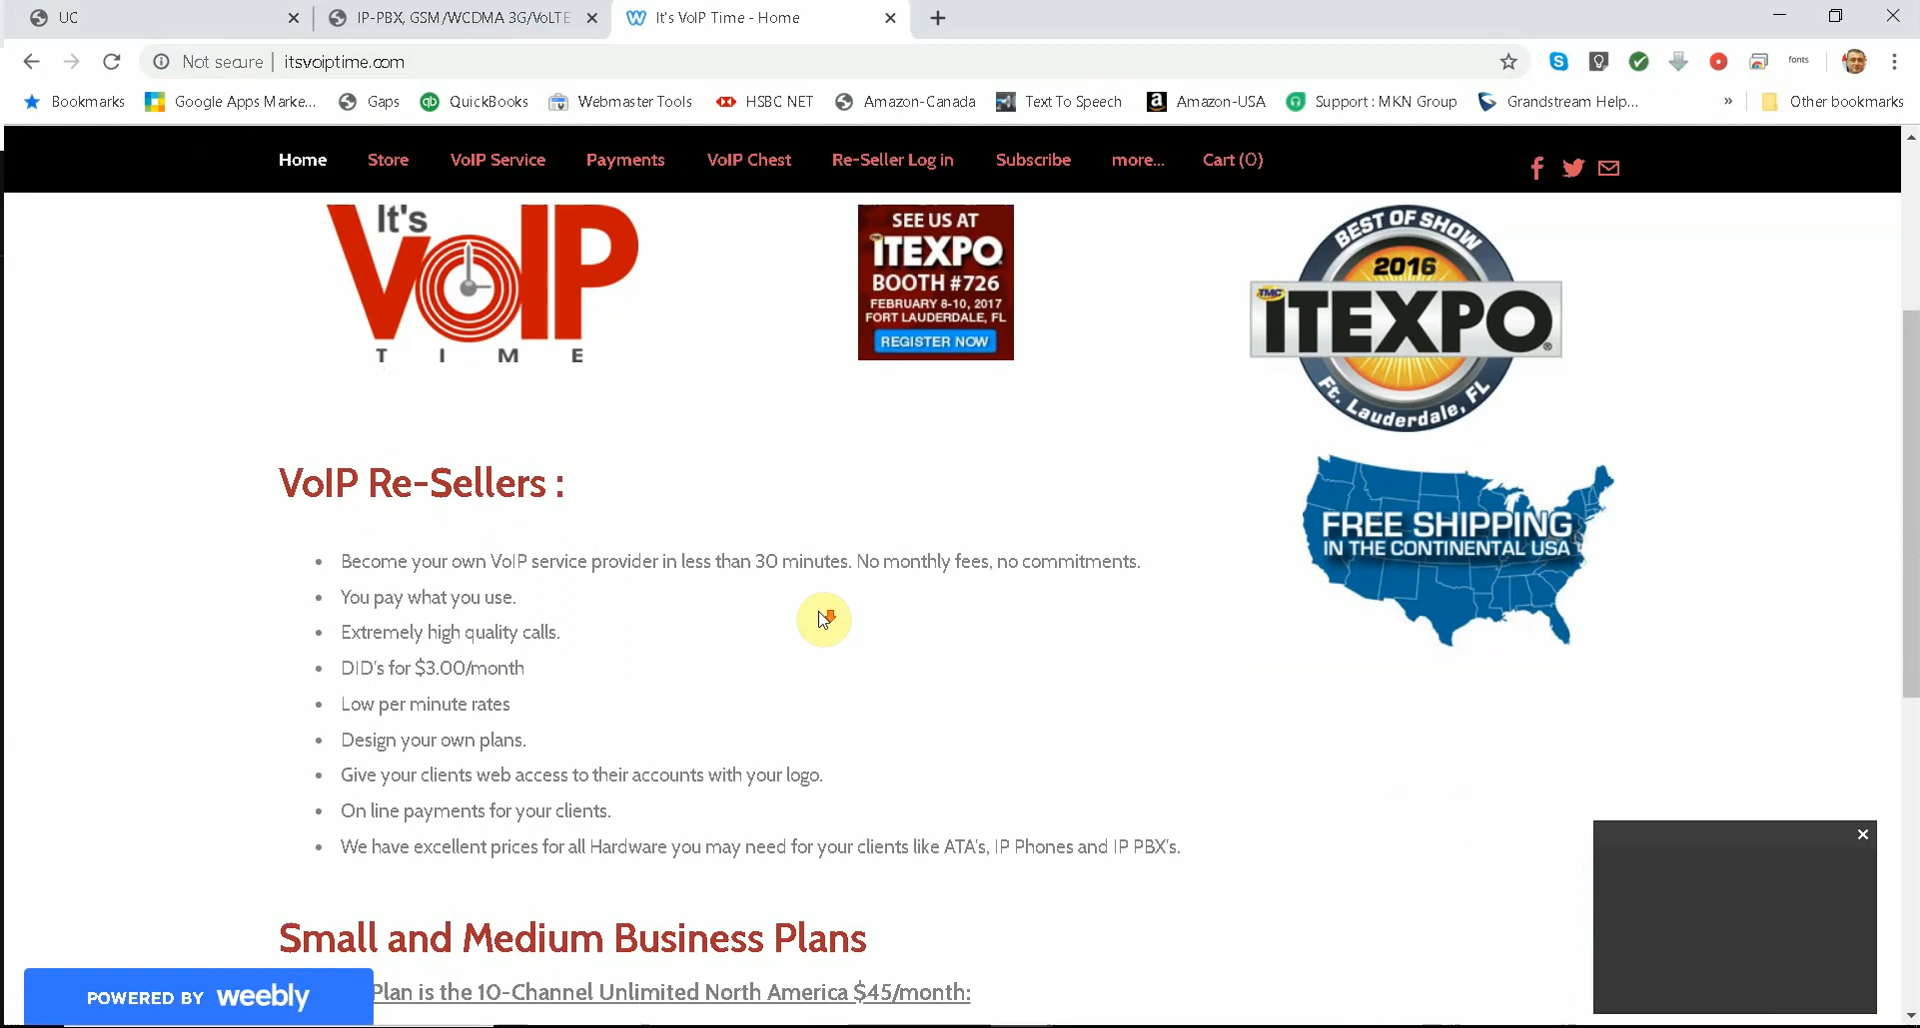 UC
IP-PBX, GSM/WCDMA 3G/VoLTE
It's VoIP Time - Home
Not secure | itsvoiptime.com
fonts
Bookmarks
Google Apps Marke...
Gaps
QuickBooks
Webmaster Tools
HSBC NET
Amazon-Canada
Text To Speech
Amazon-USA
Support : MKN Group
Grandstream Help...
»
Other bookmarks
Home
Store
VoIP Service
Payments
VoIP Chest
Re-Seller Log in
Subscribe
more...
Cart (0)
It's
VoIP
TIME
SEE US AT
ITEXPO
BOOTH #726
FEBRUARY 8-10, 2017
FORT LAUDERDALE, FL
REGISTER NOW
BEST OF SHOW
2016
TMC
ITEXPO®
Ft. Lauderdale, FL
FREE SHIPPING
IN THE CONTINENTAL USA
VoIP Re-Sellers :
• Become your own VoIP service provider in less than 30 minutes. No monthly fees, no commitments.
• You pay what you use.
• Extremely high quality calls.
• DID's for $3.00/month
• Low per minute rates
• Design your own plans.
• Give your clients web access to their accounts with your logo.
• On line payments for your clients.
• We have excellent prices for all Hardware you may need for your clients like ATA's, IP Phones and IP PBX's.
Small and Medium Business Plans
Plan is the 10-Channel Unlimited North America $45/month:
POWERED BY weebly